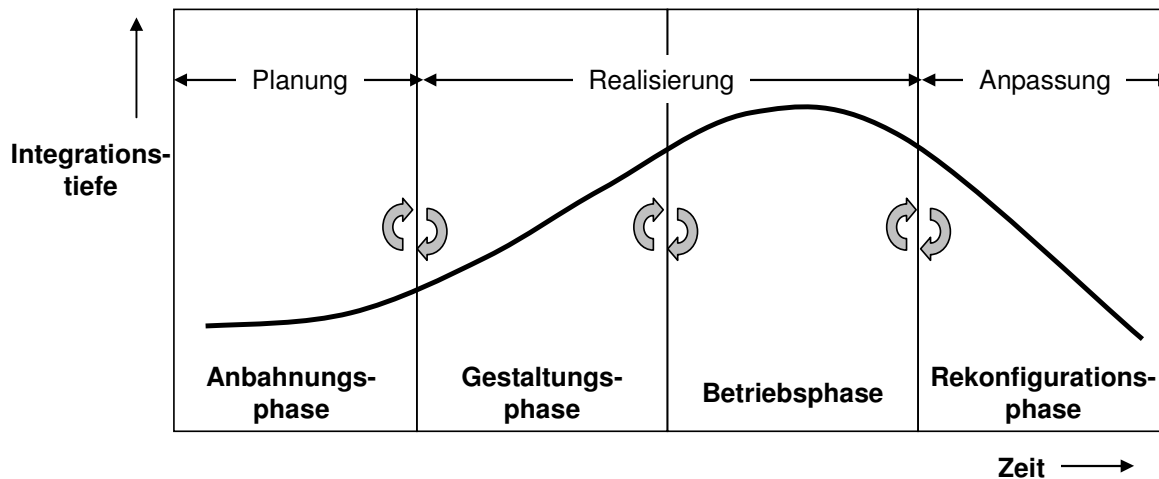 Planung
Realisierung
Anpassung
Integrations-
tiefe
Anbahnungs-
phase
Gestaltungs-
phase
Betriebsphase
Rekonfigurations-
phase
Zeit